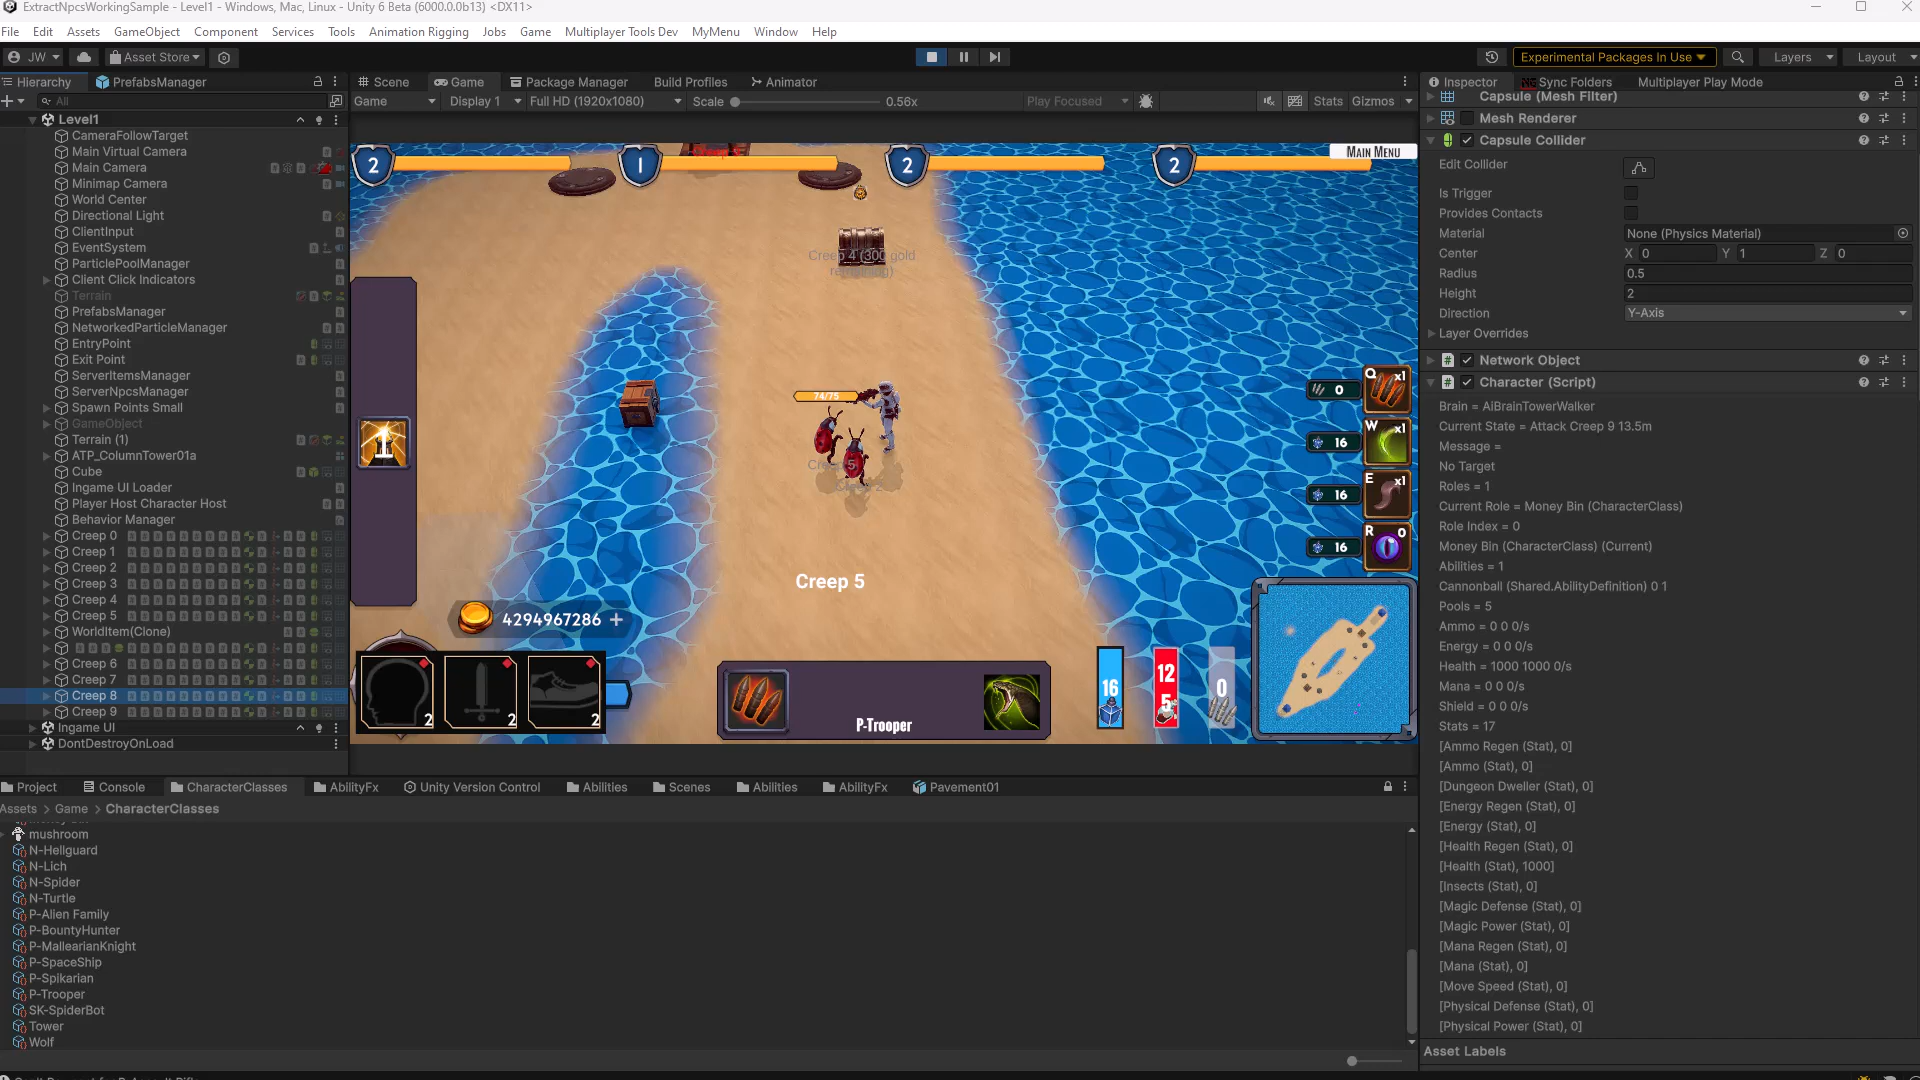 ExtractNpcsWorkingSample - Level1 - Windows, Mac, Linux - Unity 6 Beta (6000.0.0b13) <DX11>
File Edit Assets GameObject Component Services Tools Animation Rigging Jobs Game Multiplayer Tools Dev MyMenu Window Help
JW Asset Store Experimental Packages In Use Layers Layout
Hierarchy PrefabsManager
All
Level1
CameraFollowTarget
Main Virtual Camera
Main Camera
Minimap Camera
World Center
Directional Light
ClientInput
EventSystem
ParticlePoolManager
Client Click Indicators
Terrain
PrefabsManager
NetworkedParticleManager
EntryPoint
Exit Point
ServerItemsManager
ServerNpcsManager
Spawn Points Small
GameObject
Terrain (1)
ATP_ColumnTower01a
Cube
Ingame UI Loader
Player Host Character Host
Behavior Manager
Creep 0
Creep 1
Creep 2
Creep 3
Creep 4
Creep 5
WorldItem(Clone)
Creep 6
Creep 7
Creep 8
Creep 9
Ingame UI
DontDestroyOnLoad
Scene Game Package Manager Build Profiles Animator
Game Display 1 Full HD (1920x1080) Scale 0.56x Play Focused Stats Gizmos
2 1 2 2
MAIN MENU
Creep 4 (300 gold
remaining)
74/75
Creep 5
Creep 5
4294967286 +
2 2 2
P-Trooper
16 12 5 0
Q x1 0
W x1 16
E x1 16
R 0 16
Inspector Sync Folders Multiplayer Play Mode
Capsule (Mesh Filter)
Mesh Renderer
Capsule Collider
Edit Collider
Is Trigger
Provides Contacts
Material None (Physics Material)
Center X 0 Y 1 Z 0
Radius 0.5
Height 2
Direction Y-Axis
Layer Overrides
Network Object
Character (Script)
Brain = AiBrainTowerWalker
Current State = Attack Creep 9 13.5m
Message =
No Target
Roles = 1
Current Role = Money Bin (CharacterClass)
Role Index = 0
Money Bin (CharacterClass) (Current)
Abilities = 1
Cannonball (Shared.AbilityDefinition) 0 1
Pools = 5
Ammo = 0 0 0/s
Energy = 0 0 0/s
Health = 1000 1000 0/s
Mana = 0 0 0/s
Shield = 0 0 0/s
Stats = 17
[Ammo Regen (Stat), 0]
[Ammo (Stat), 0]
[Dungeon Dweller (Stat), 0]
[Energy Regen (Stat), 0]
[Energy (Stat), 0]
[Health Regen (Stat), 0]
[Health (Stat), 1000]
[Insects (Stat), 0]
[Magic Defense (Stat), 0]
[Magic Power (Stat), 0]
[Mana Regen (Stat), 0]
[Mana (Stat), 0]
[Move Speed (Stat), 0]
[Physical Defense (Stat), 0]
[Physical Power (Stat), 0]
Asset Labels
Project Console CharacterClasses AbilityFx Unity Version Control Abilities Scenes Abilities AbilityFx Pavement01
Assets > Game > CharacterClasses
mushroom
N-Hellguard
N-Lich
N-Spider
N-Turtle
P-Alien Family
P-BountyHunter
P-MallearianKnight
P-SpaceShip
P-Spikarian
P-Trooper
SK-SpiderBot
Tower
Wolf